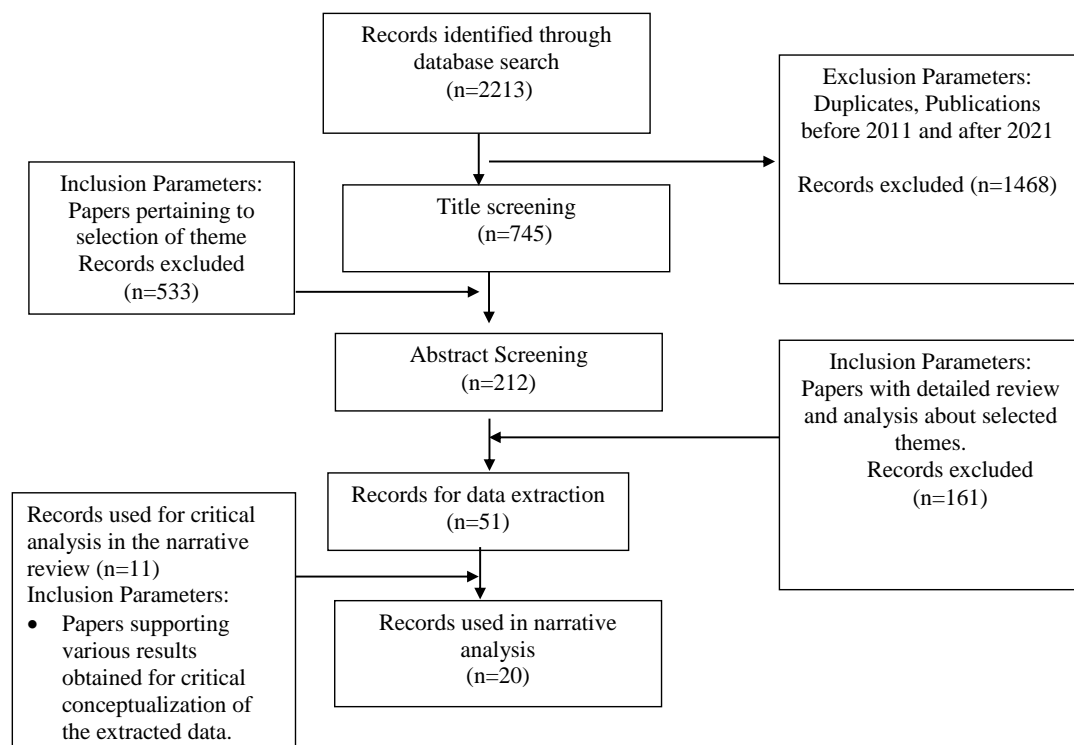 Records identified through
database search
(n=2213)
Exclusion Parameters:
Duplicates, Publications
before 2011 and after 2021
Records excluded (n=1468)
Inclusion Parameters:
Papers pertaining to
selection of theme
Records excluded
(n=533)
Title screening
(n=745)
Abstract Screening
(n=212)
Inclusion Parameters:
Papers with detailed review
and analysis about selected
themes.
Records excluded
(n=161)
Records for data extraction
(n=51)
Records used for critical
analysis in the narrative
review (n=11)
Inclusion Parameters:
• Papers supporting
various results
obtained for critical
conceptualization of
the extracted data.
Records used in narrative
analysis
(n=20)